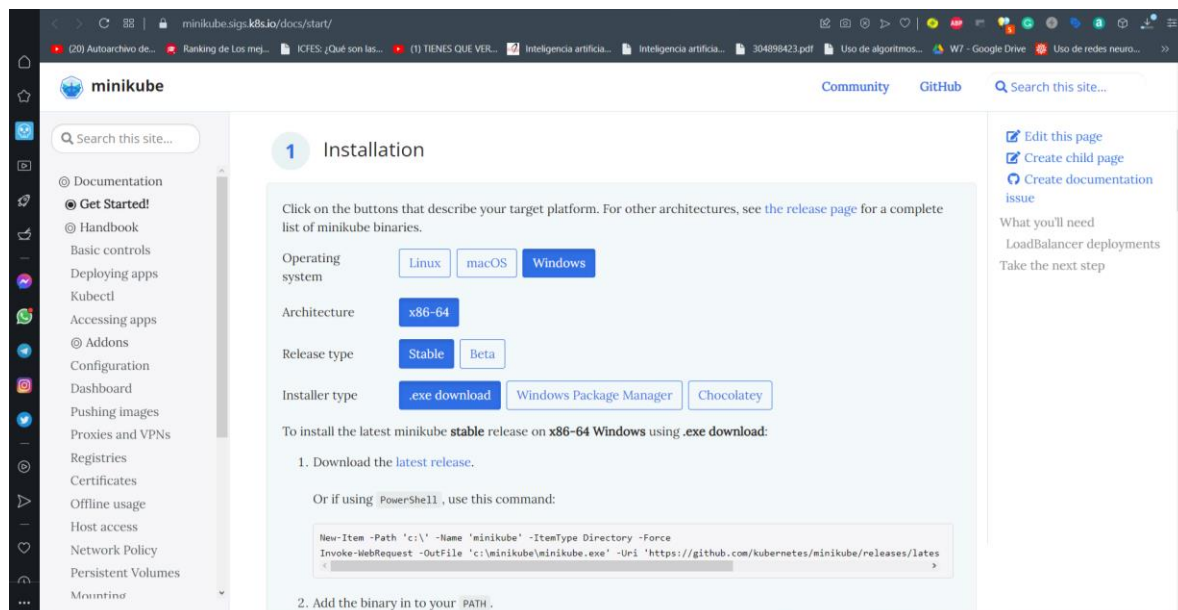 minikube.sigs.k8s.io/docs/start/
(20) Autoarchivo de... Ranking de Los mej... ICFES: ¿Qué son las... (1) TIENES QUE VER... Inteligencia artificia... Inteligencia artificia... 304898423.pdf Uso de algoritmos... W7 - Google Drive Uso de redes neuro...
minikube
Community GitHub Search this site...
Search this site...
Documentation
Get Started!
Handbook
Basic controls
Deploying apps
Kubectl
Accessing apps
Addons
Configuration
Dashboard
Pushing images
Proxies and VPNs
Registries
Certificates
Offline usage
Host access
Network Policy
Persistent Volumes
Mounting
1 Installation
Click on the buttons that describe your target platform. For other architectures, see the release page for a complete
list of minikube binaries.
Operating
system
Linux macOS Windows
Architecture x86-64
Release type Stable Beta
Installer type .exe download Windows Package Manager Chocolatey
To install the latest minikube stable release on x86-64 Windows using .exe download:
1. Download the latest release.
Or if using PowerShell, use this command:
New-Item -Path 'c:\' -Name 'minikube' -ItemType Directory -Force
Invoke-WebRequest -OutFile 'c:\minikube\minikube.exe' -Uri 'https://github.com/kubernetes/minikube/releases/lates
2. Add the binary in to your PATH.
Edit this page
Create child page
Create documentation
issue
What you'll need
LoadBalancer deployments
Take the next step